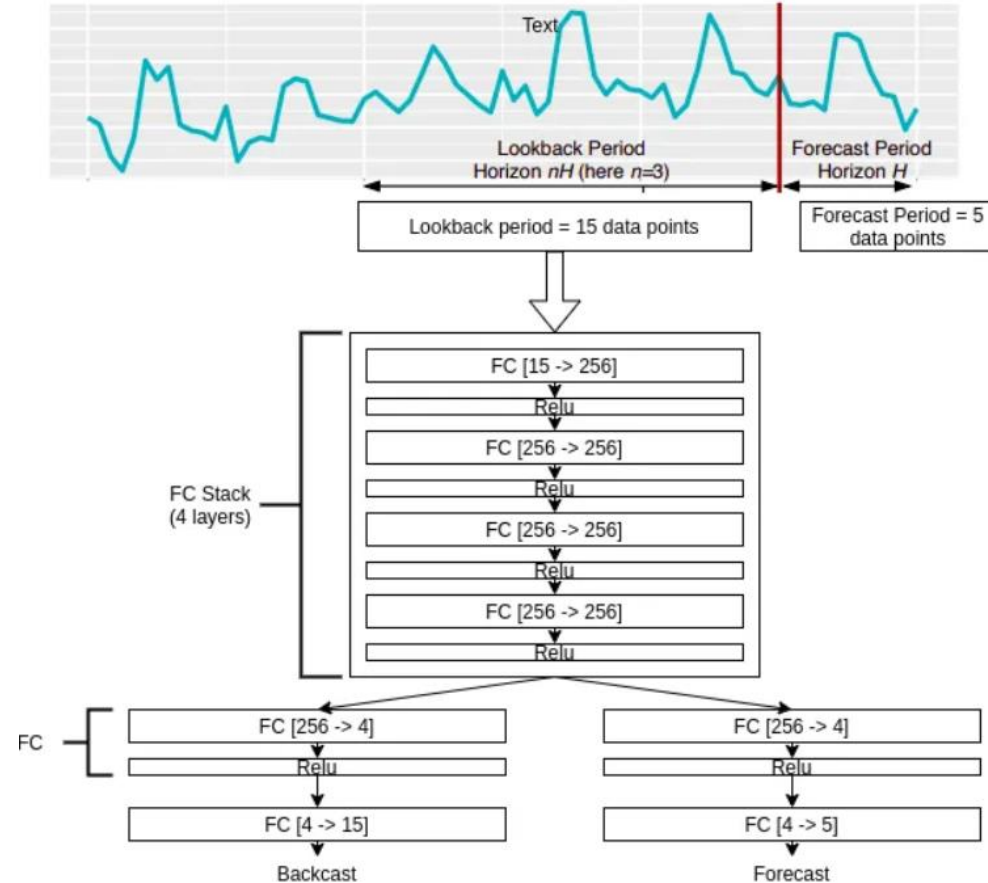 Text
Lookback Period
Horizon nH (here n=3)
Forecast Period
Horizon H
Lookback period = 15 data points
Forecast Period = 5
data points
FC [15 -> 256]
Relu
FC [256 -> 256]
Relu
FC [256 -> 256]
Relu
FC [256 -> 256]
Relu
FC Stack
(4 layers)
FC
FC [256 -> 4]
Relu
FC [4 -> 15]
Backcast
FC [256 -> 4]
Relu
FC [4 -> 5]
Forecast